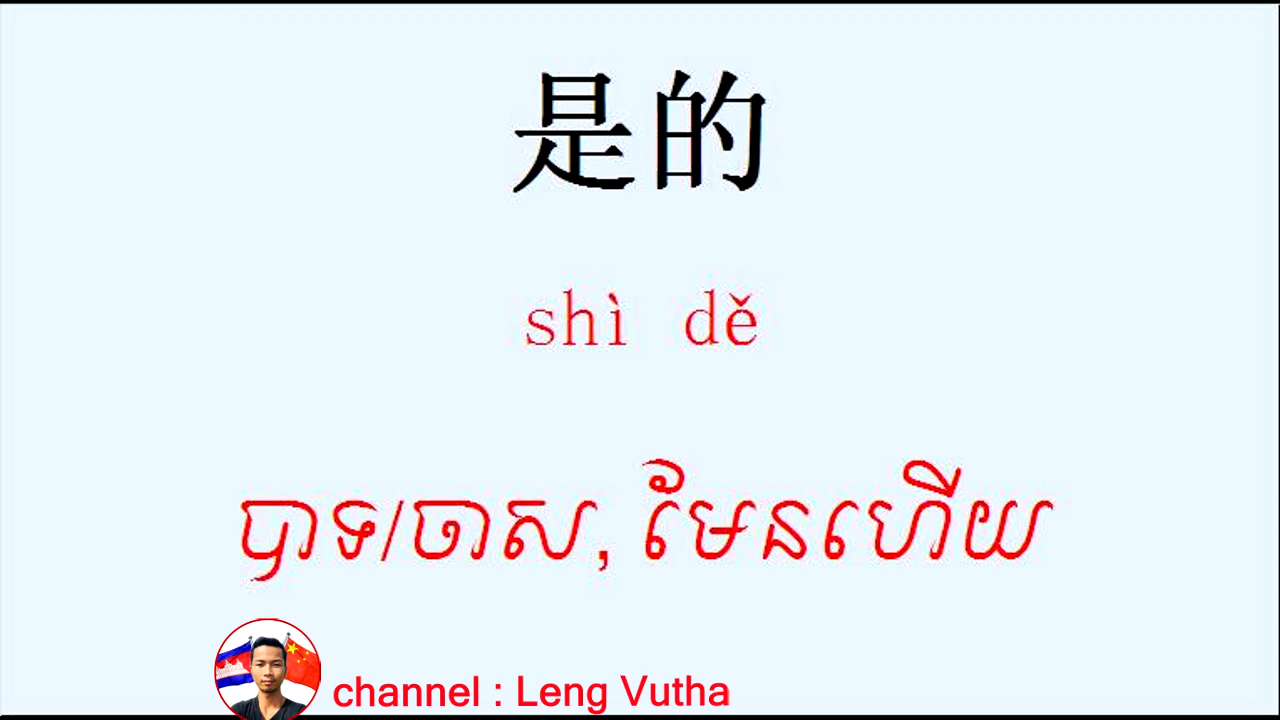 是的
shì dě
បាទ/ចាស, មែនហើយ
channel : Leng Vutha